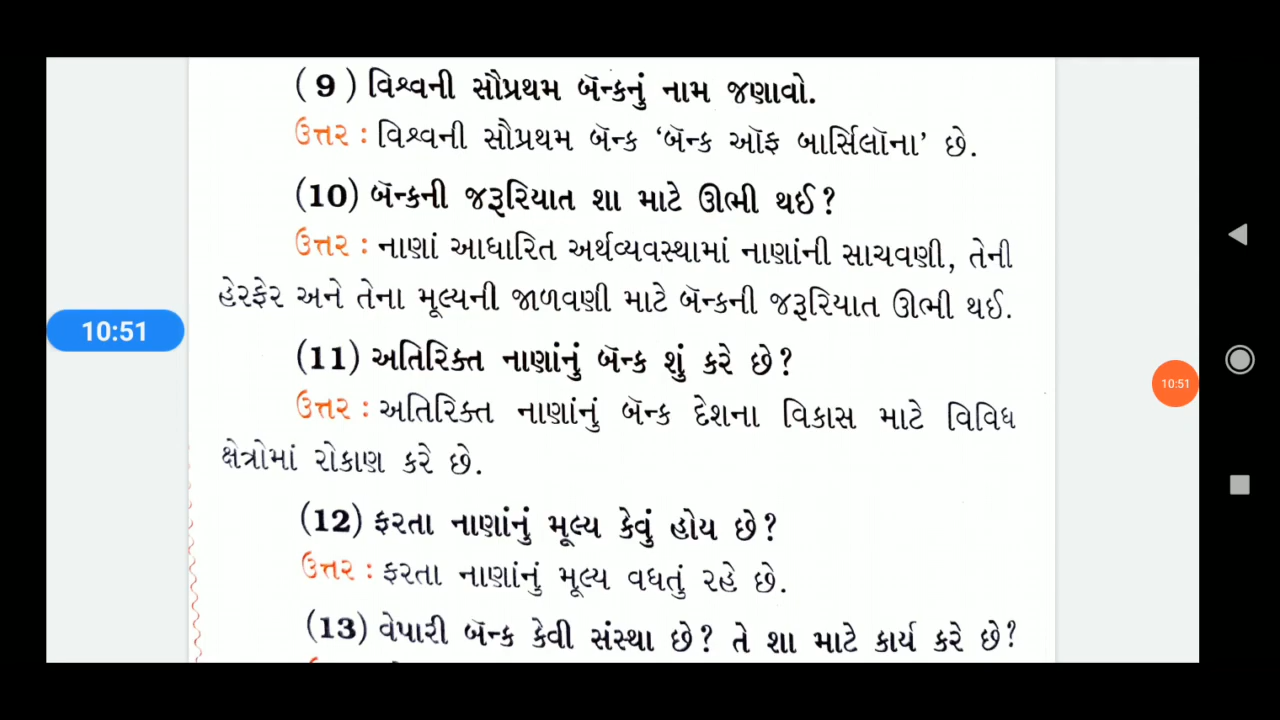 (9) વિશ્વની સૌપ્રથમ બૅન્કનું નામ જણાવો.
ઉત્તર : વિશ્વની સૌપ્રથમ બૅન્ક ‘બૅન્ક ઑફ બાર્સિલૉના’ છે.
(10) બૅન્કની જરૂરિયાત શા માટે ઊભી થઈ?
ઉત્તર : નાણાં આધારિત અર્થવ્યવસ્થામાં નાણાંની સાચવણી, તેની
હેરફેર અને તેના મૂલ્યની જાળવણી માટે બૅન્કની જરૂરિયાત ઊભી થઈ.
10:51
(11) અતિરિક્ત નાણાંનું બૅન્ક શું કરે છે?
10:51
ઉત્તર : અતિરિક્ત નાણાંનું બૅન્ક દેશના વિકાસ માટે વિવિધ
ક્ષેત્રોમાં રોકાણ કરે છે.
(12) ફરતા નાણાંનું મૂલ્ય કેવું હોય છે?
ઉત્તર : ફરતા નાણાંનું મૂલ્ય વધતું રહે છે.
(13) વેપારી બૅન્ક કેવી સંસ્થા છે? તે શા માટે કાર્ય કરે છે?